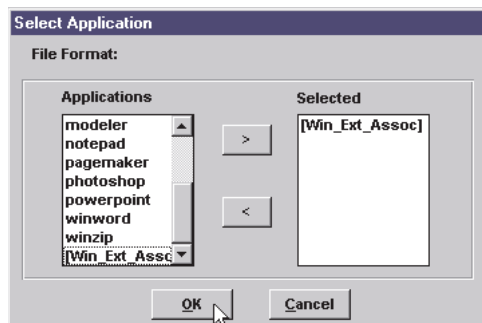 Select Application
File Format:
Applications
modeler
notepad
pagemaker
photoshop
powerpoint
winword
winzip
[Win_Ext_Assc
>
<
Selected
[Win_Ext_Assoc]
OK
Cancel